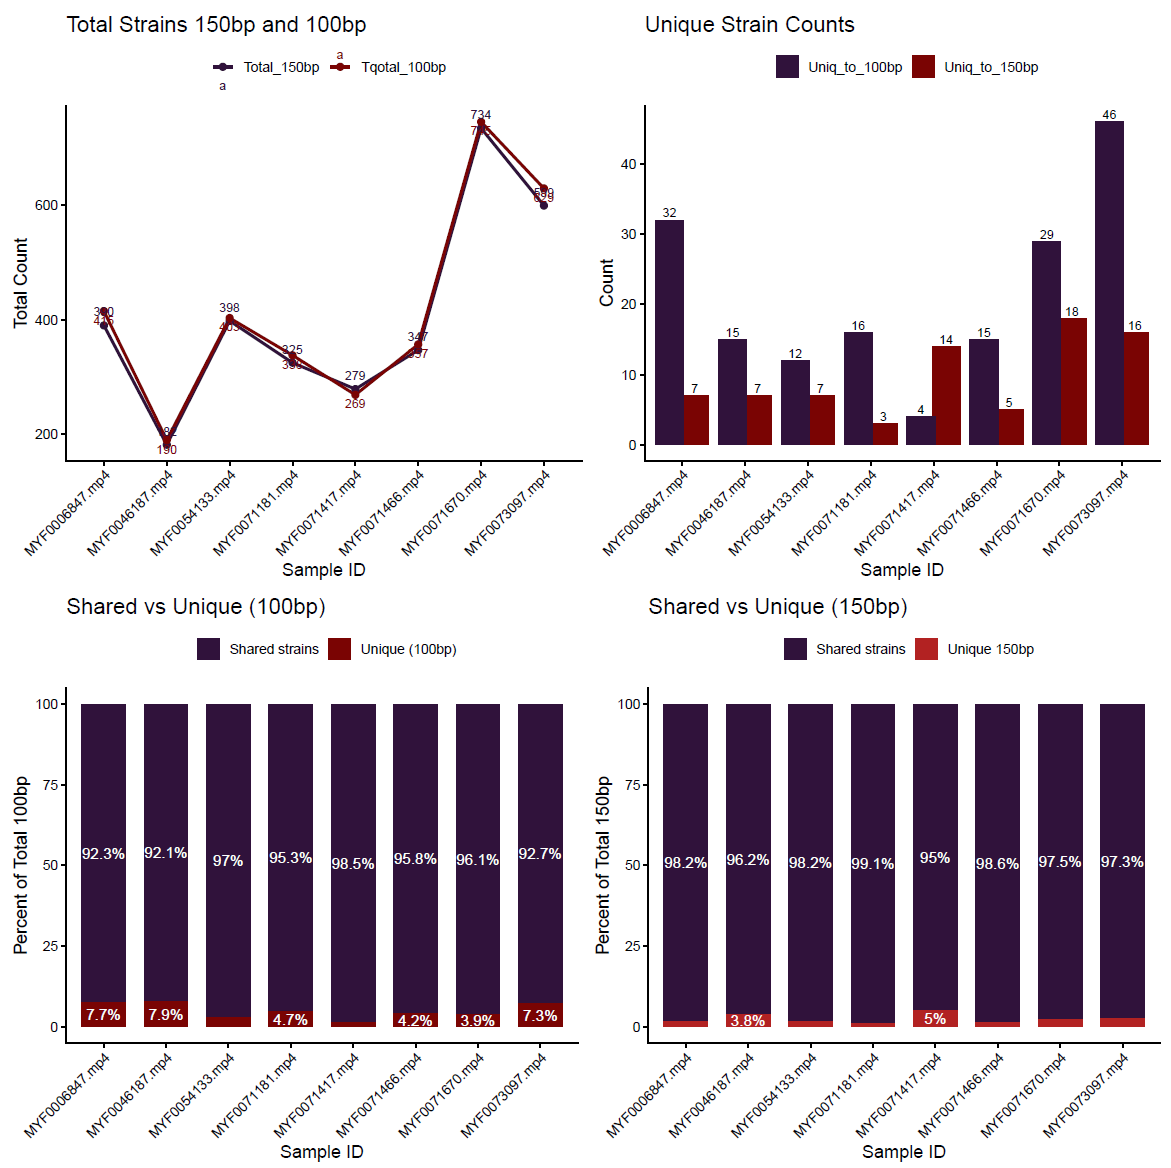 Total Strains 150bp and 100bp
a
Total_150bp
Tqotal_100bp
a
734
398
347
325
279
269
190
600
400
200
Total Count
MYF0006847.mp4
MYF0046187.mp4
MYF0054133.mp4
MYF0071181.mp4
MYF0071417.mp4
MYF0071466.mp4
MYF0071670.mp4
MYF0073097.mp4
Sample ID
Unique Strain Counts
Uniq_to_100bp Uniq_to_150bp
46
32
29
18
16
16
15
15
14
12
7
7
7
5
4
3
40
30
20
10
0
Count
MYF0006847.mp4
MYF0046187.mp4
MYF0054133.mp4
MYF0071181.mp4
MYF0071417.mp4
MYF0071466.mp4
MYF0071670.mp4
MYF0073097.mp4
Sample ID
Shared vs Unique (100bp)
Shared strains Unique (100bp)
100
75
50
25
0
Percent of Total 100bp
92.3% 92.1% 97% 95.3% 98.5% 95.8% 96.1% 92.7%
7.7% 7.9% 4.7% 4.2% 3.9% 7.3%
MYF0006847.mp4
MYF0046187.mp4
MYF0054133.mp4
MYF0071181.mp4
MYF0071417.mp4
MYF0071466.mp4
MYF0071670.mp4
MYF0073097.mp4
Sample ID
Shared vs Unique (150bp)
Shared strains Unique 150bp
100
75
50
25
0
Percent of Total 150bp
98.2% 96.2% 98.2% 99.1% 95% 98.6% 97.5% 97.3%
3.8% 5%
MYF0006847.mp4
MYF0046187.mp4
MYF0054133.mp4
MYF0071181.mp4
MYF0071417.mp4
MYF0071466.mp4
MYF0071670.mp4
MYF0073097.mp4
Sample ID